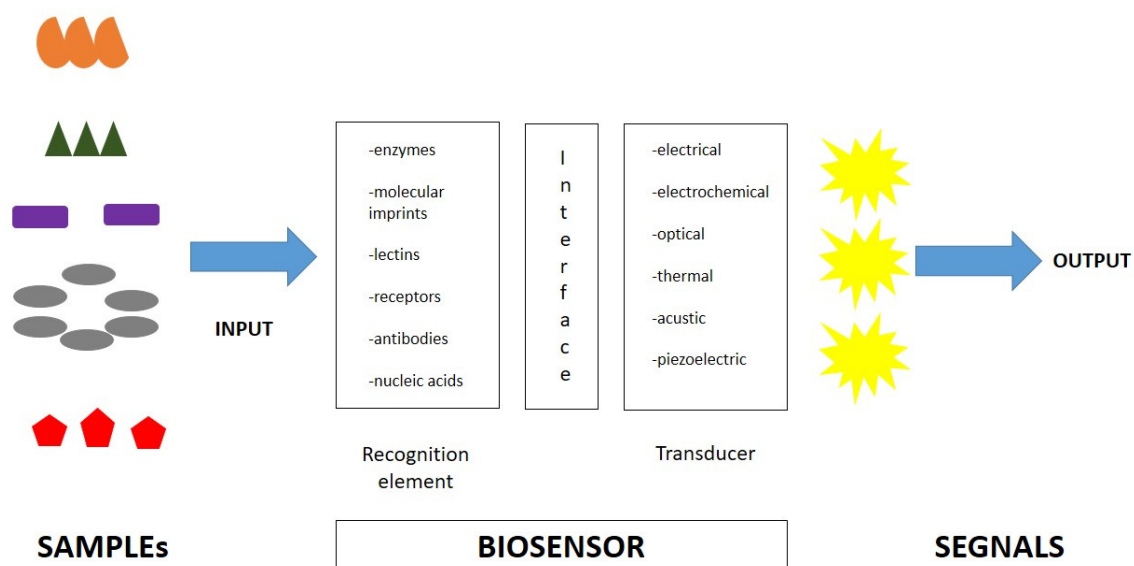 -enzymes
-molecular
imprints
-lectins
-receptors
-antibodies
-nucleic acids
Interface
-electrical
-electrochemical
-optical
-thermal
-acustic
-piezoelectric
INPUT
OUTPUT
Recognition
element
Transducer
SAMPLEs
BIOSENSOR
SEGNALS